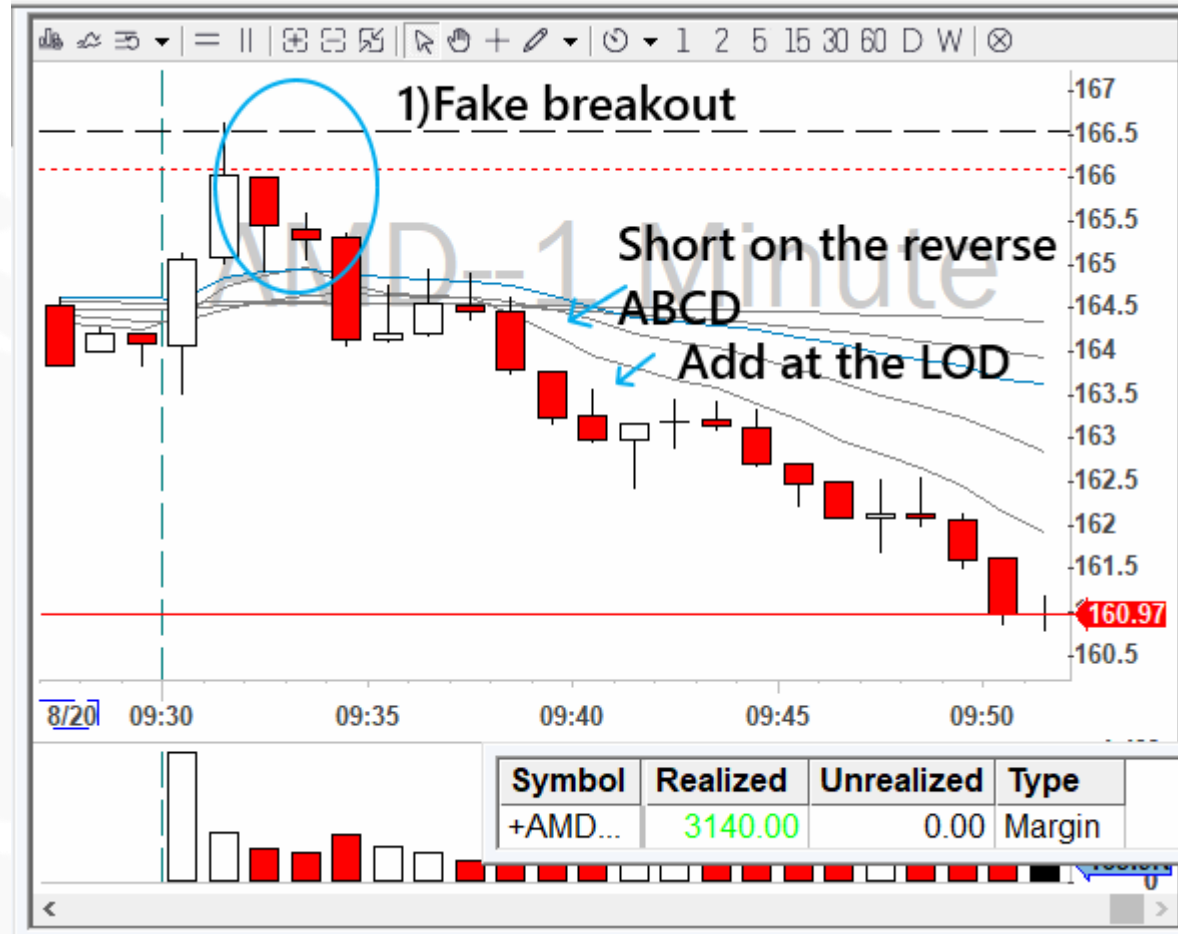 1 2 5 15 30 60 D W
1)Fake breakout
AMD--1 Minute
Short on the reverse
ABCD
Add at the LOD
167
166.5
166
165.5
165
164.5
164
163.5
163
162.5
162
161.5
160.97
160.5
8/20 09:30 09:35 09:40 09:45 09:50
Symbol Realized Unrealized Type
+AMD... 3140.00 0.00 Margin
0